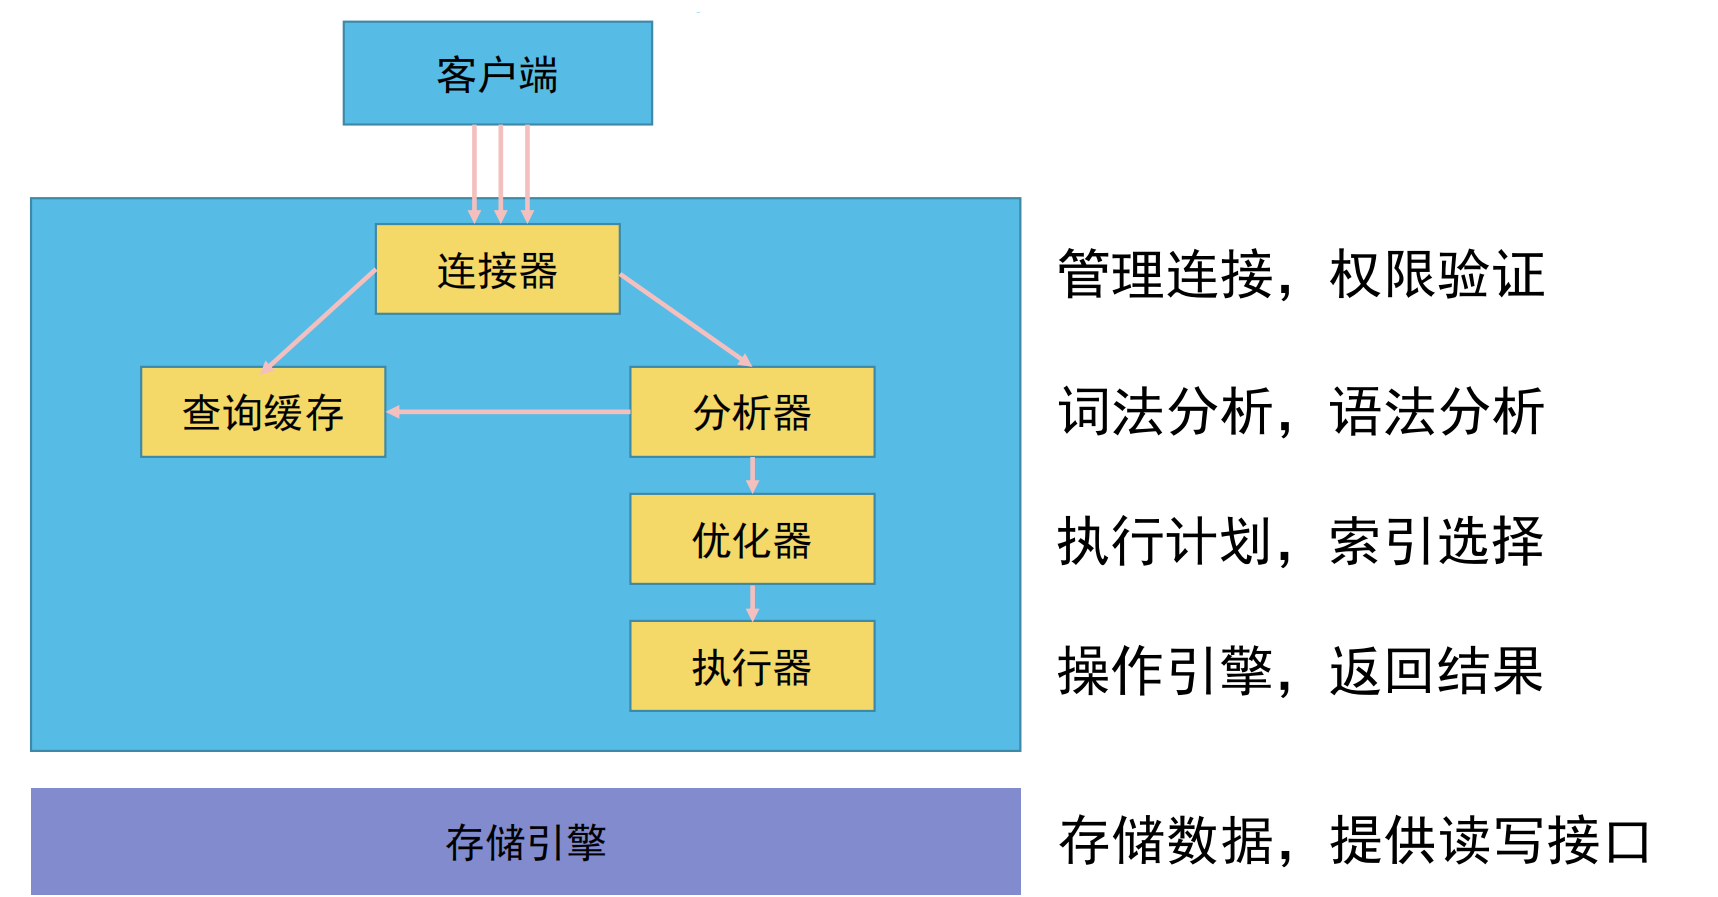 客户端
连接器
管理连接，权限验证
查询缓存
分析器
词法分析，语法分析
优化器
执行计划，索引选择
执行器
操作引擎，返回结果
存储引擎
存储数据，提供读写接口